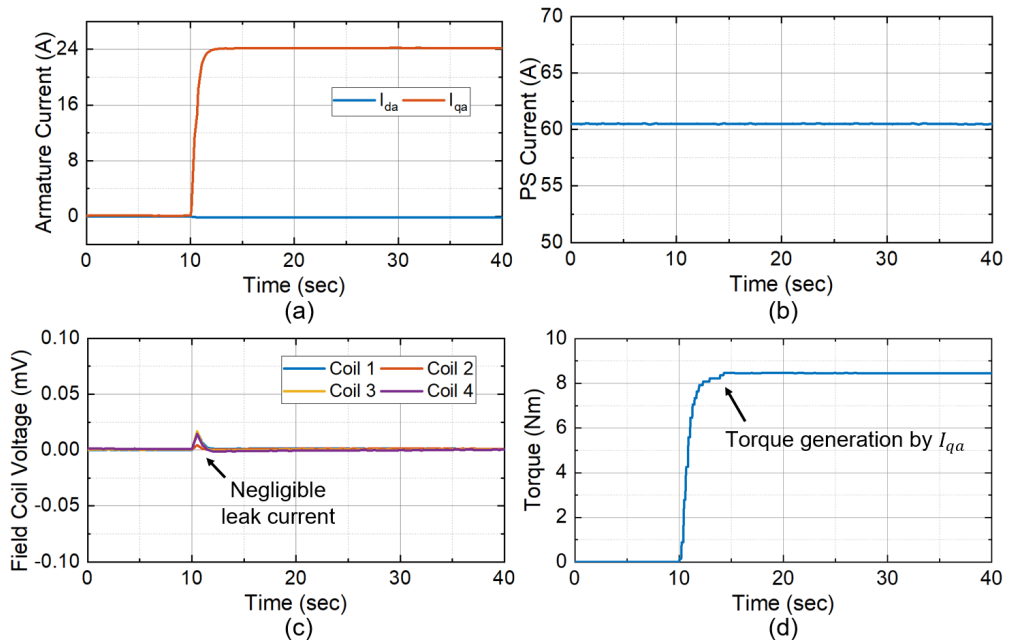 24
16
8
0
Armature Current (A)
I_da I_qa
0 10 20 30 40
Time (sec)
(a)
70
65
60
55
50
PS Current (A)
0 10 20 30 40
Time (sec)
(b)
0.10
0.05
0.00
-0.05
-0.10
Field Coil Voltage (mV)
Coil 1 Coil 2
Coil 3 Coil 4
Negligible
leak current
0 10 20 30 40
Time (sec)
(c)
10
8
6
4
2
0
Torque (Nm)
Torque generation by I_qa
0 10 20 30 40
Time (sec)
(d)